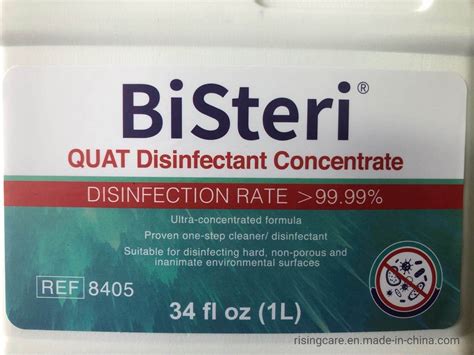 BiSteri®
QUAT Disinfectant Concentrate
DISINFECTION RATE >99.99%
Ultra-concentrated formula
Proven one-step cleaner/ disinfectant
Suitable for disinfecting hard, non-porous and
inanimate environmental surfaces
REF 8405
34 fl oz (1L)
risingcare.en.made-in-china.com